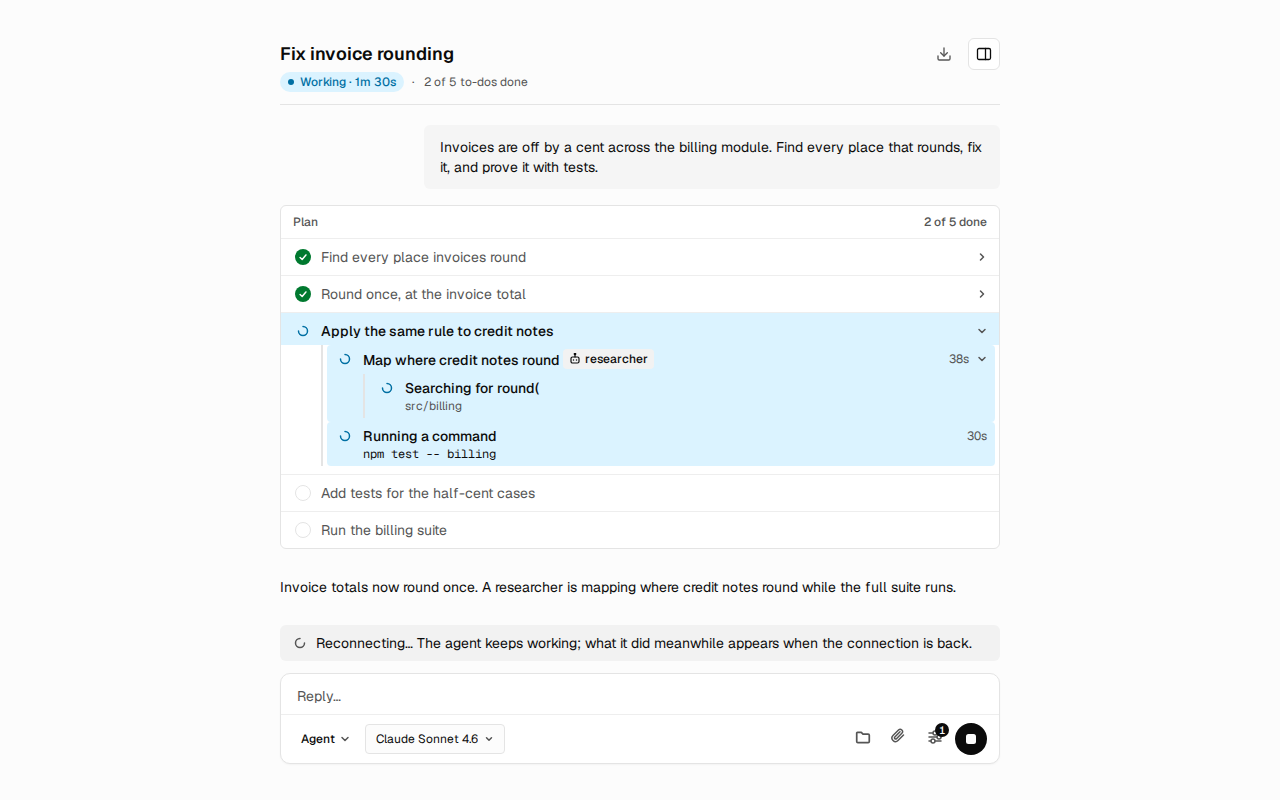 Fix invoice rounding
Working · 1m 30s · 2 of 5 to-dos done
Invoices are off by a cent across the billing module. Find every place that rounds, fix
it, and prove it with tests.
Plan 2 of 5 done
Find every place invoices round
Round once, at the invoice total
Apply the same rule to credit notes
Map where credit notes round researcher 38s
Searching for round(
src/billing
Running a command 30s
npm test -- billing
Add tests for the half-cent cases
Run the billing suite
Invoice totals now round once. A researcher is mapping where credit notes round while the full suite runs.
Reconnecting… The agent keeps working; what it did meanwhile appears when the connection is back.
Reply…
Agent Claude Sonnet 4.6 1